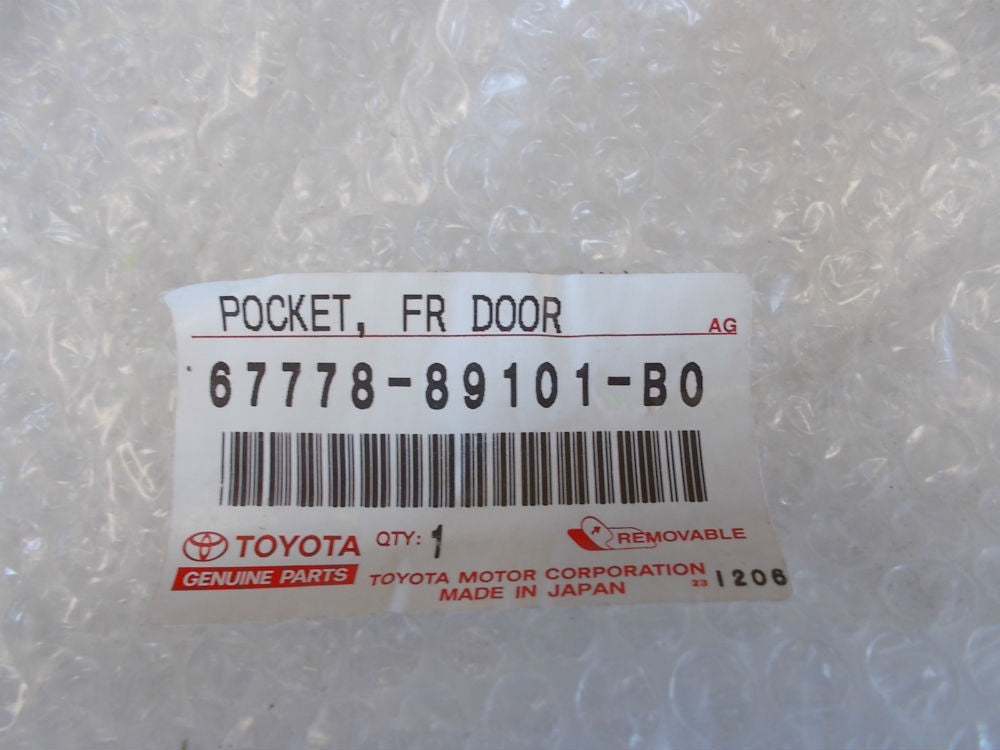 POCKET, FR DOOR
AG
67778-89101-B0
TOYOTA QTY: 1 REMOVABLE
GENUINE PARTS TOYOTA MOTOR CORPORATION 23 1206
MADE IN JAPAN